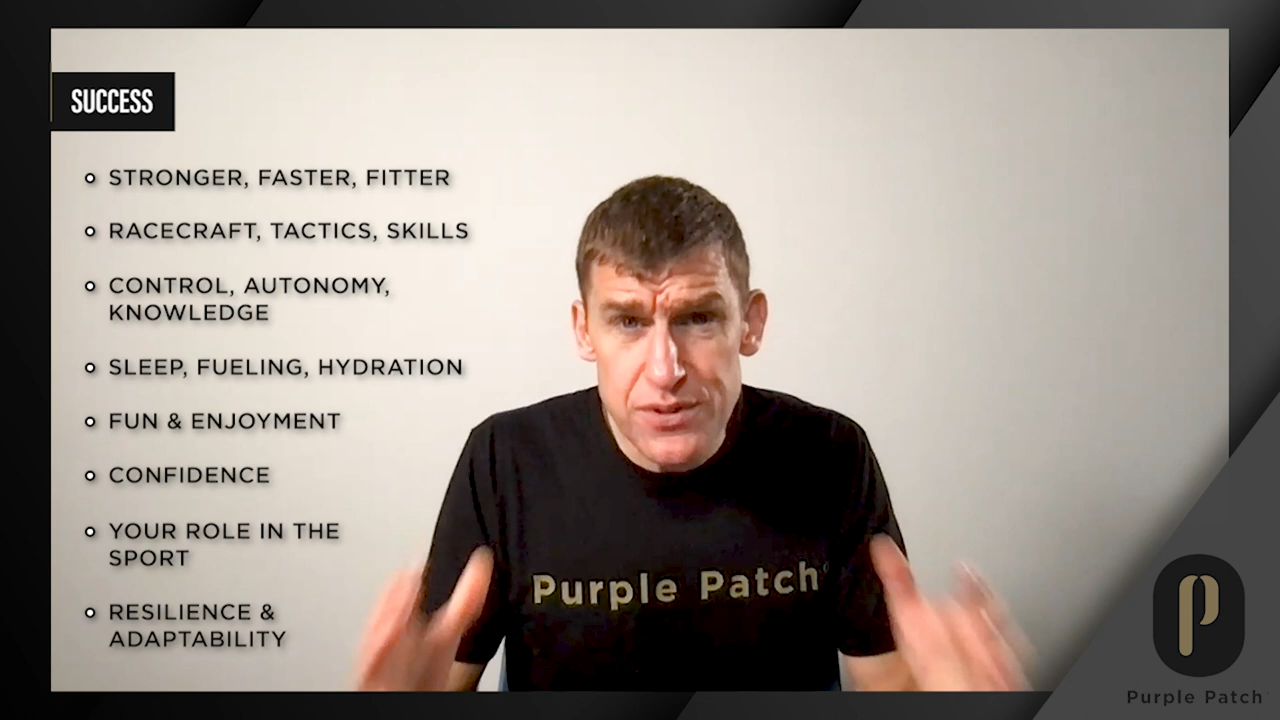 SUCCESS
STRONGER, FASTER, FITTER
RACECRAFT, TACTICS, SKILLS
CONTROL, AUTONOMY,
KNOWLEDGE
SLEEP, FUELING, HYDRATION
FUN & ENJOYMENT
CONFIDENCE
YOUR ROLE IN THE
SPORT
RESILIENCE &
ADAPTABILITY
Purple Patch
Purple Patch